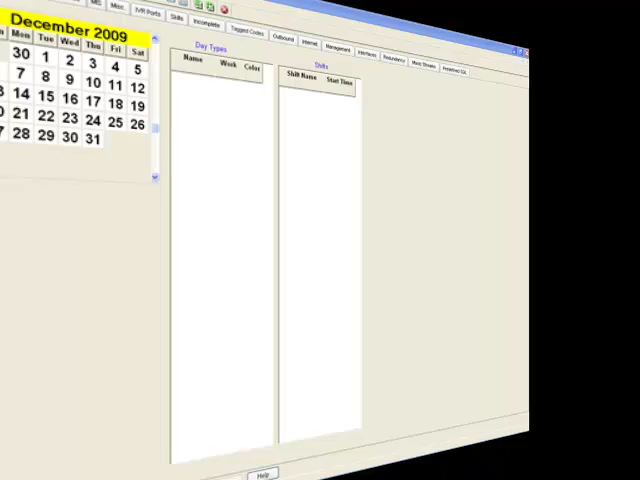 Misc. IVR Ports Skills Incomplete Tagged Codes Outbound Internet Management Interfaces Redundancy Music Streams
December 2009
Mon Tue Wed Thu Fri Sat
30 1 2 3 4 5
7 8 9 10 11 12
14 15 16 17 18 19
21 22 23 24 25 26
28 29 30 31
Day Types
Name Work Color
Shifts
Shift Name Start Time
Help